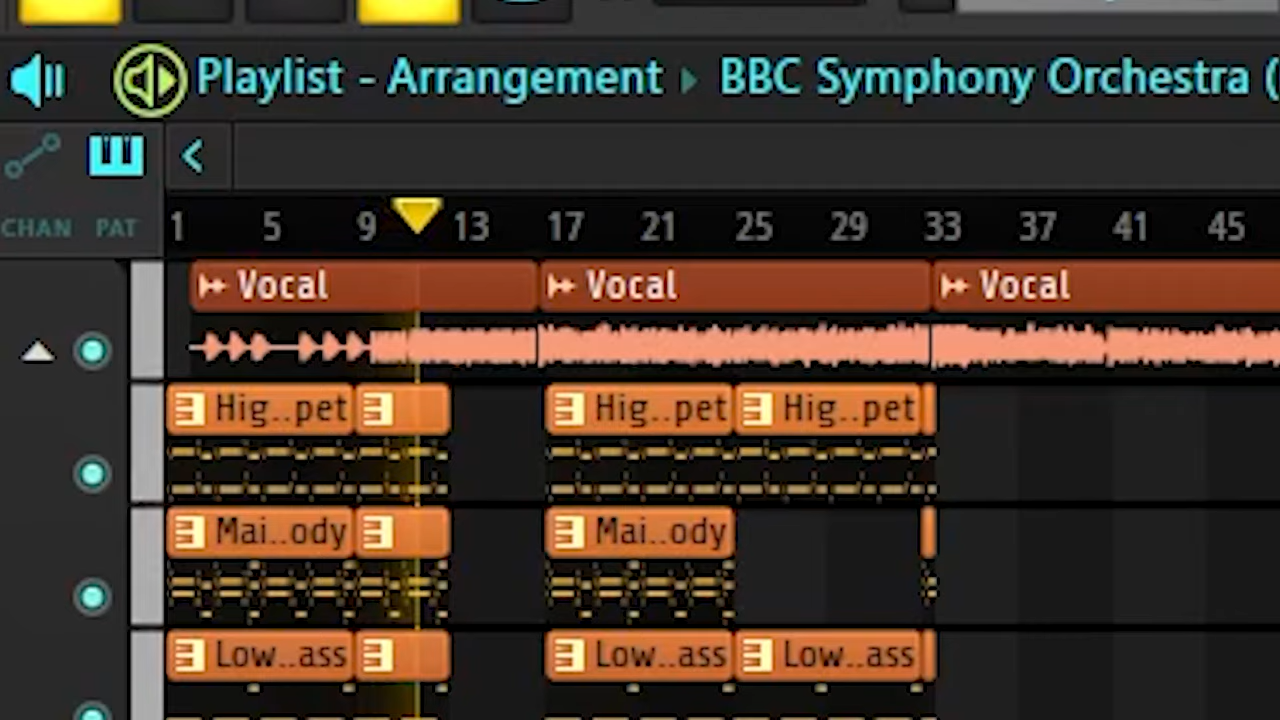 Playlist - Arrangement ▸ BBC Symphony Orchestra (
CHAN PAT 1 5 9 13 17 21 25 29 33 37 41 45
Vocal Vocal Vocal
Hig..pet Hig..pet Hig..pet
Mai..ody Mai..ody
Low..ass Low..ass Low..ass